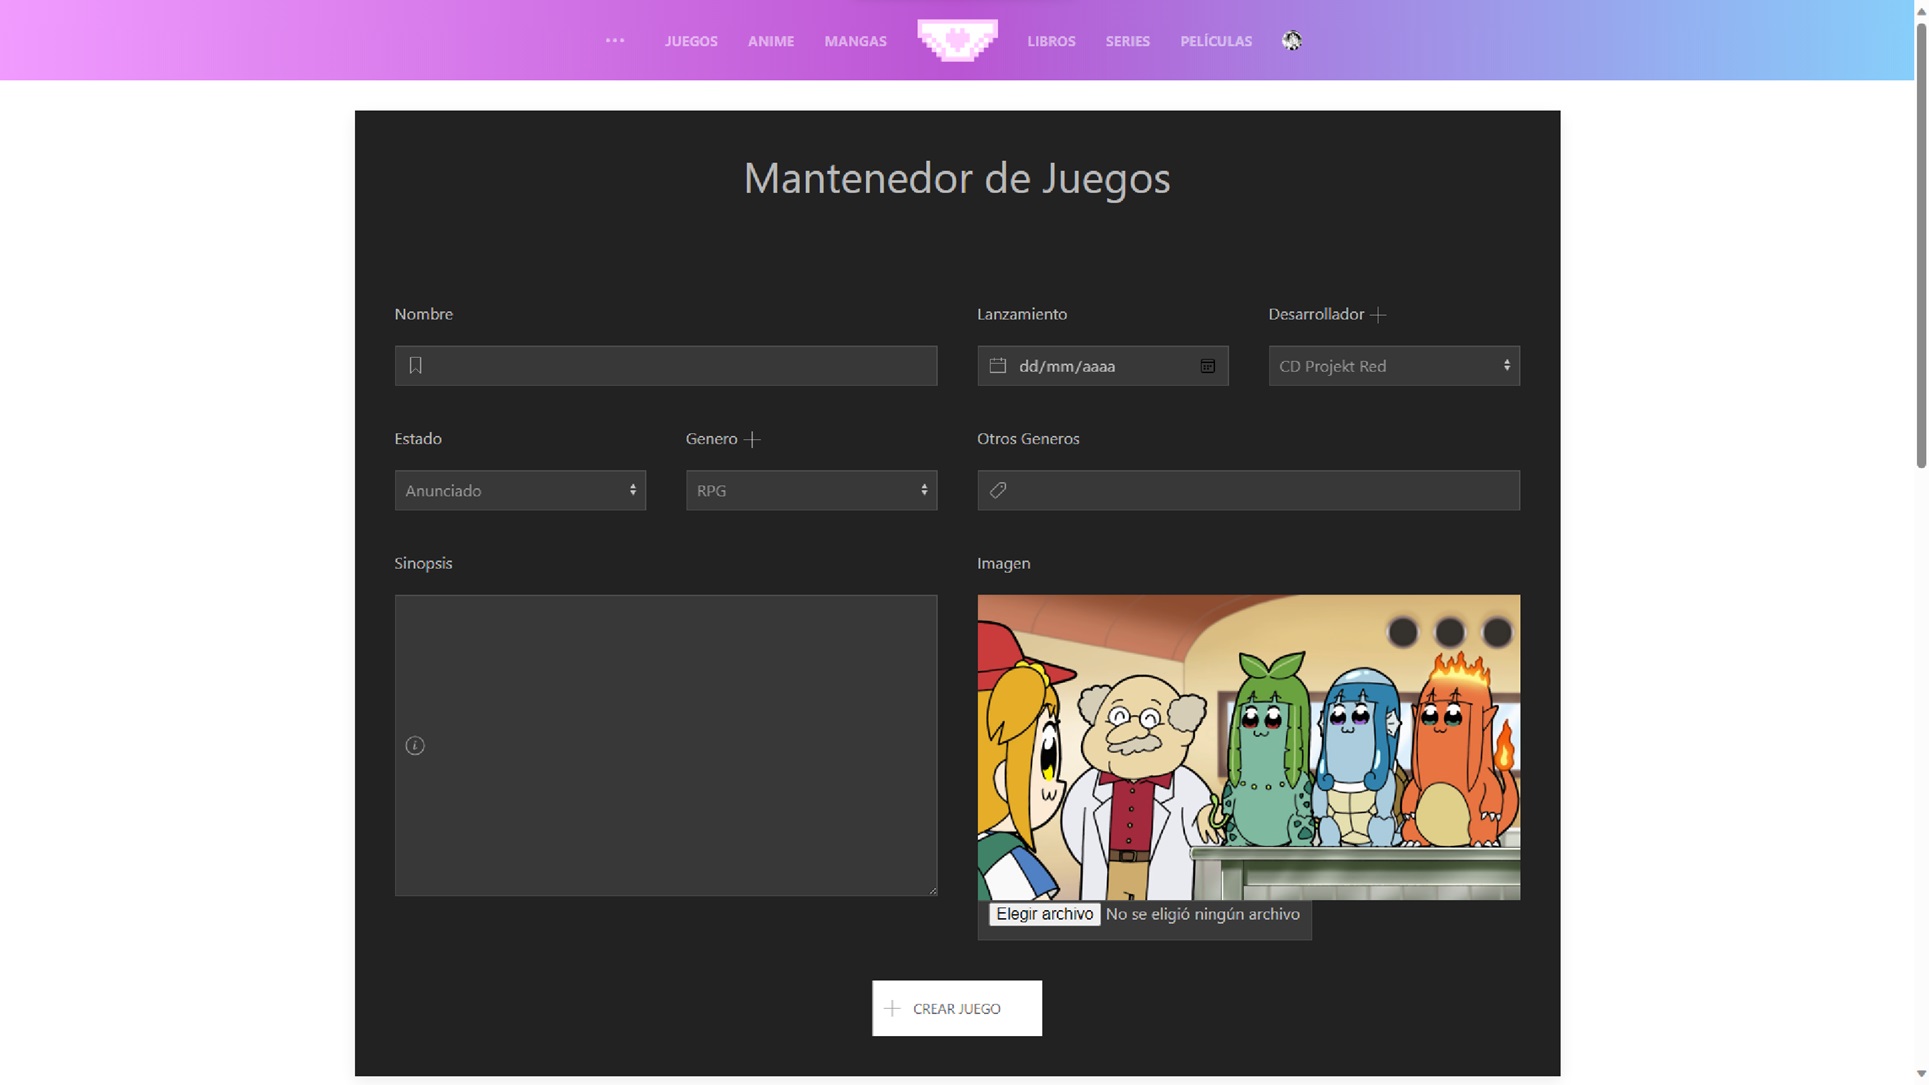 JUEGOS ANIME MANGAS LIBROS SERIES PELÍCULAS
Mantenedor de Juegos
Nombre Lanzamiento Desarrollador
dd/mm/aaaa CD Projekt Red
Estado Genero Otros Generos
Anunciado RPG
Sinopsis Imagen
Elegir archivo No se eligió ningún archivo
CREAR JUEGO